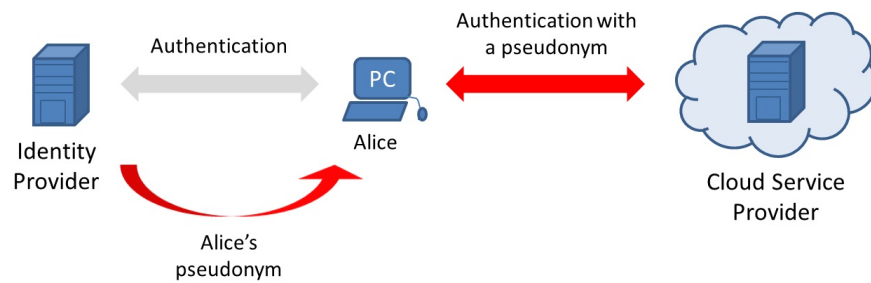 Authentication
Authentication with
a pseudonym
PC
Alice
Identity
Provider
Cloud Service
Provider
Alice's
pseudonym